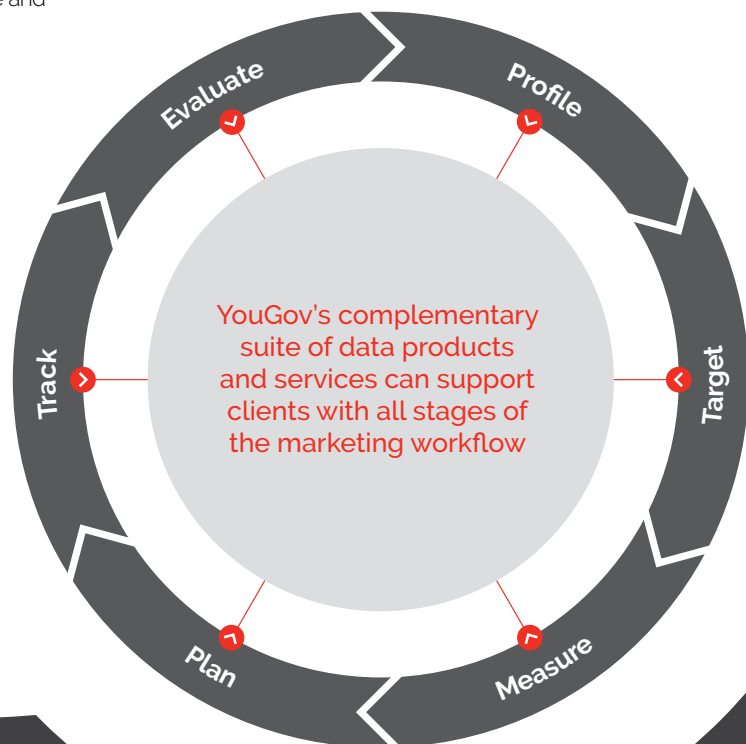 and
Evaluate
Profile
Track
YouGov’s complementary
suite of data products
and services can support
clients with all stages of
the marketing workflow
Target
Plan
Measure